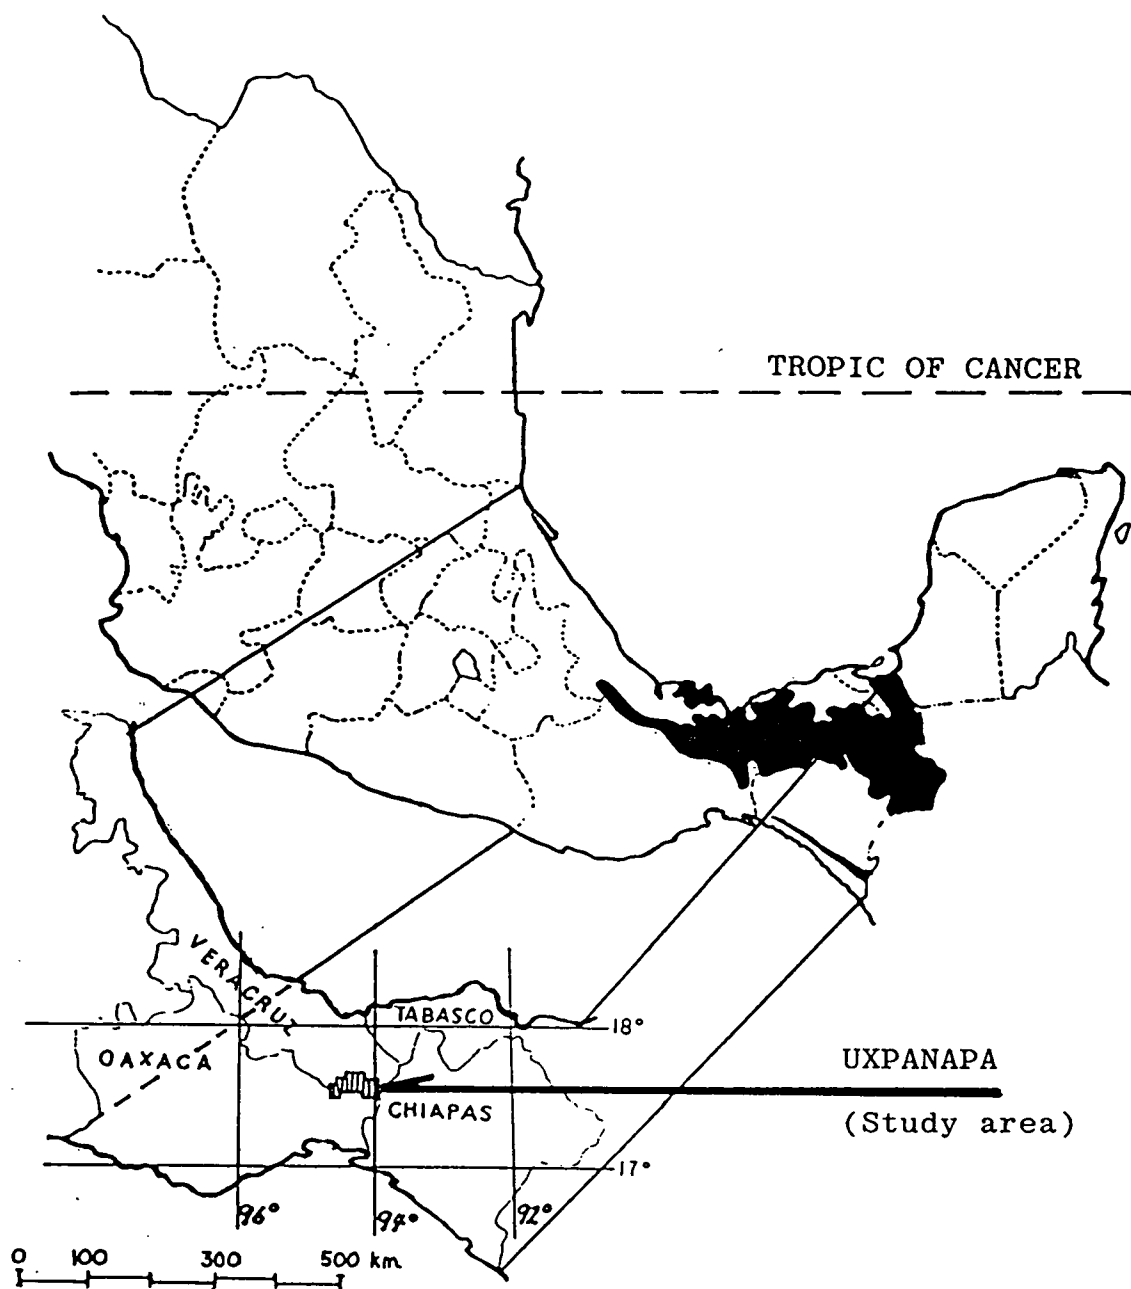 TROPIC OF CANCER
VERACRUZ
TABASCO
18°
OAXACA
UXPANAPA
CHIAPAS
(Study area)
17°
96°
94°
92°
0 100 300 500 km.